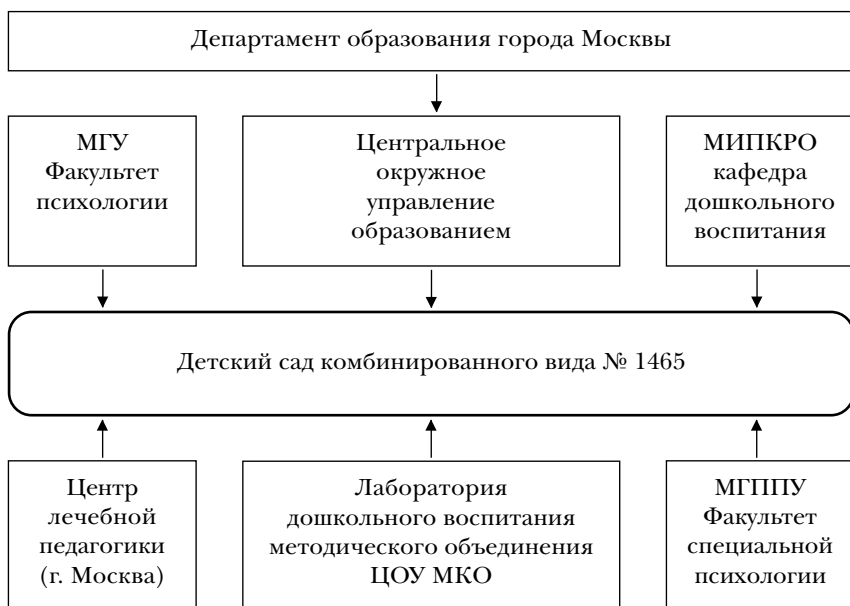 Департамент образования города Москвы
МГУ
Факультет
психологии
Центральное
окружное
управление
образованием
МИПКРО
кафедра
дошкольного
воспитания
Детский сад комбинированного вида № 1465
Центр
лечебной
педагогики
(г. Москва)
Лаборатория
дошкольного воспитания
методического объединения
ЦОУ МКО
МГППУ
Факультет
специальной
психологии